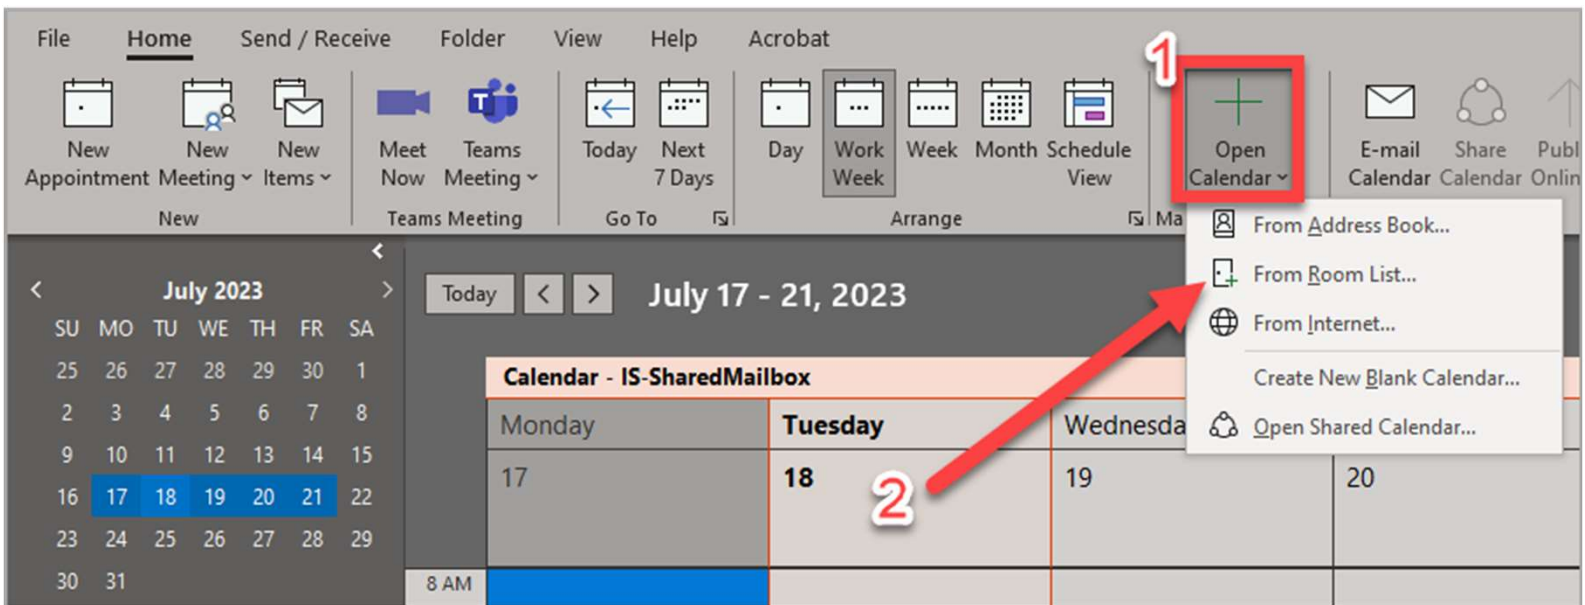 File Home Send / Receive Folder View Help Acrobat
1
New Appointment
New Meeting
New Items
Meet Now
Teams Meeting
Today
Next 7 Days
Day
Work Week
Week
Month
Schedule View
Open Calendar
E-mail Calendar
Share Calendar
New
Teams Meeting
Go To
Arrange
From Address Book...
From Room List...
From Internet...
Create New Blank Calendar...
Open Shared Calendar...
July 2023
SU MO TU WE TH FR SA
25 26 27 28 29 30 1
2 3 4 5 6 7 8
9 10 11 12 13 14 15
16 17 18 19 20 21 22
23 24 25 26 27 28 29
30 31
Today < > July 17 - 21, 2023
Calendar - IS-SharedMailbox
Monday Tuesday
17 18 19 20
2
8 AM